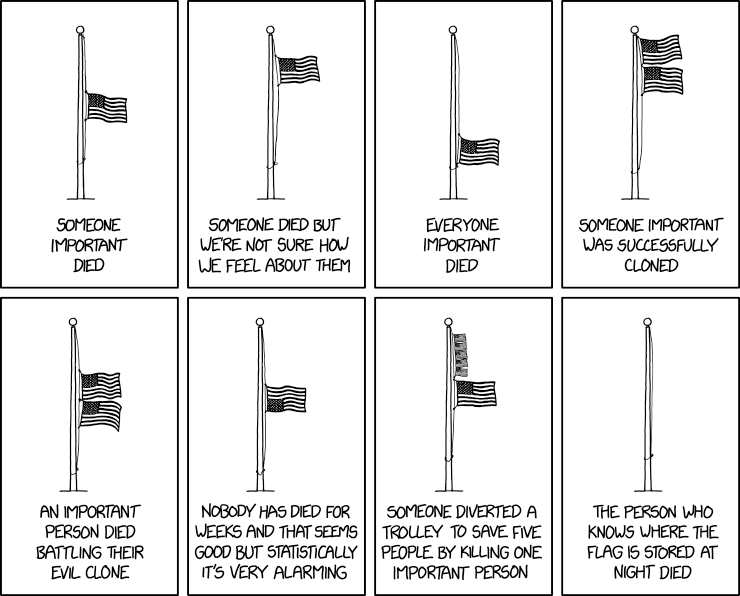 SOMEONE
IMPORTANT
DIED
SOMEONE DIED BUT
WE'RE NOT SURE HOW
WE FEEL ABOUT THEM
EVERYONE
IMPORTANT
DIED
SOMEONE IMPORTANT
WAS SUCCESSFULLY
CLONED
AN IMPORTANT
PERSON DIED
BATTLING THEIR
EVIL CLONE
NOBODY HAS DIED FOR
WEEKS AND THAT SEEMS
GOOD BUT STATISTICALLY
IT'S VERY ALARMING
SOMEONE DIVERTED A
TROLLEY TO SAVE FIVE
PEOPLE BY KILLING ONE
IMPORTANT PERSON
THE PERSON WHO
KNOWS WHERE THE
FLAG IS STORED AT
NIGHT DIED